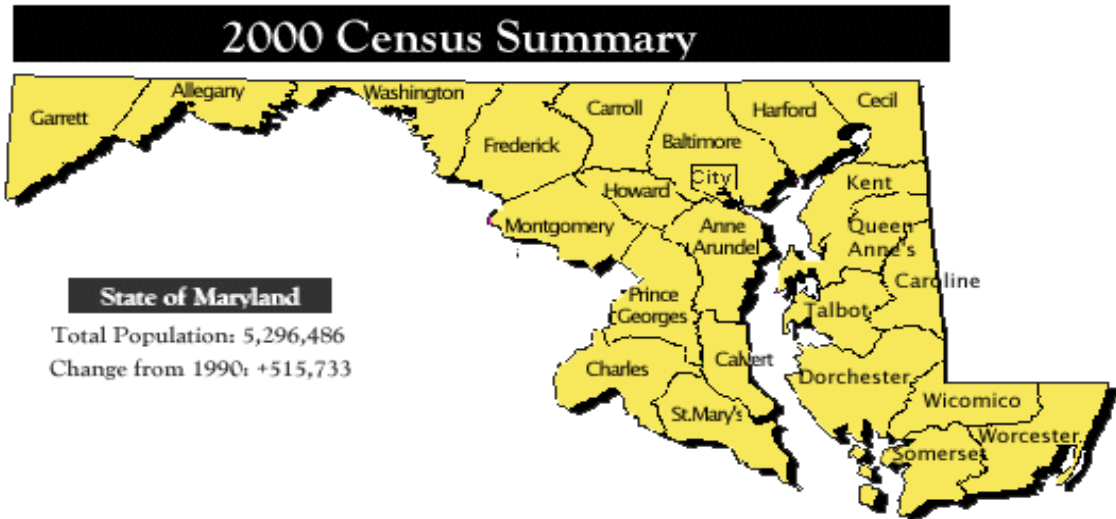 2000 Census Summary
Garrett
Allegany
Washington
Frederick
Carroll
Baltimore
Harford
Cecil
City
Howard
Montgomery
Anne
Arundel
Kent
Queen
Anne's
Caroline
Talbot
Prince
Georges
Calvert
Charles
St.Mary's
Dorchester
Wicomico
Worcester
Somerset
State of Maryland
Total Population: 5,296,486
Change from 1990: +515,733